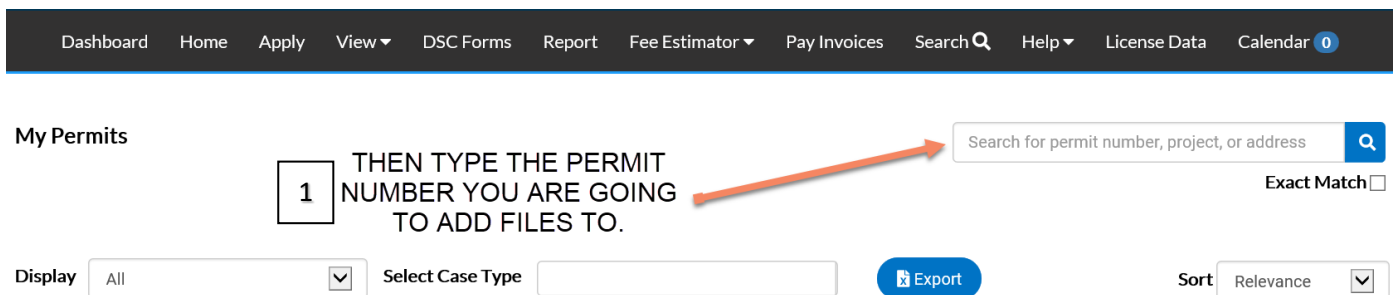 Dashboard Home Apply View DSC Forms Report Fee Estimator Pay Invoices Search Help License Data Calendar 0
My Permits
Search for permit number, project, or address
Exact Match
1
THEN TYPE THE PERMIT
NUMBER YOU ARE GOING
TO ADD FILES TO.
Display All Select Case Type Export Sort Relevance